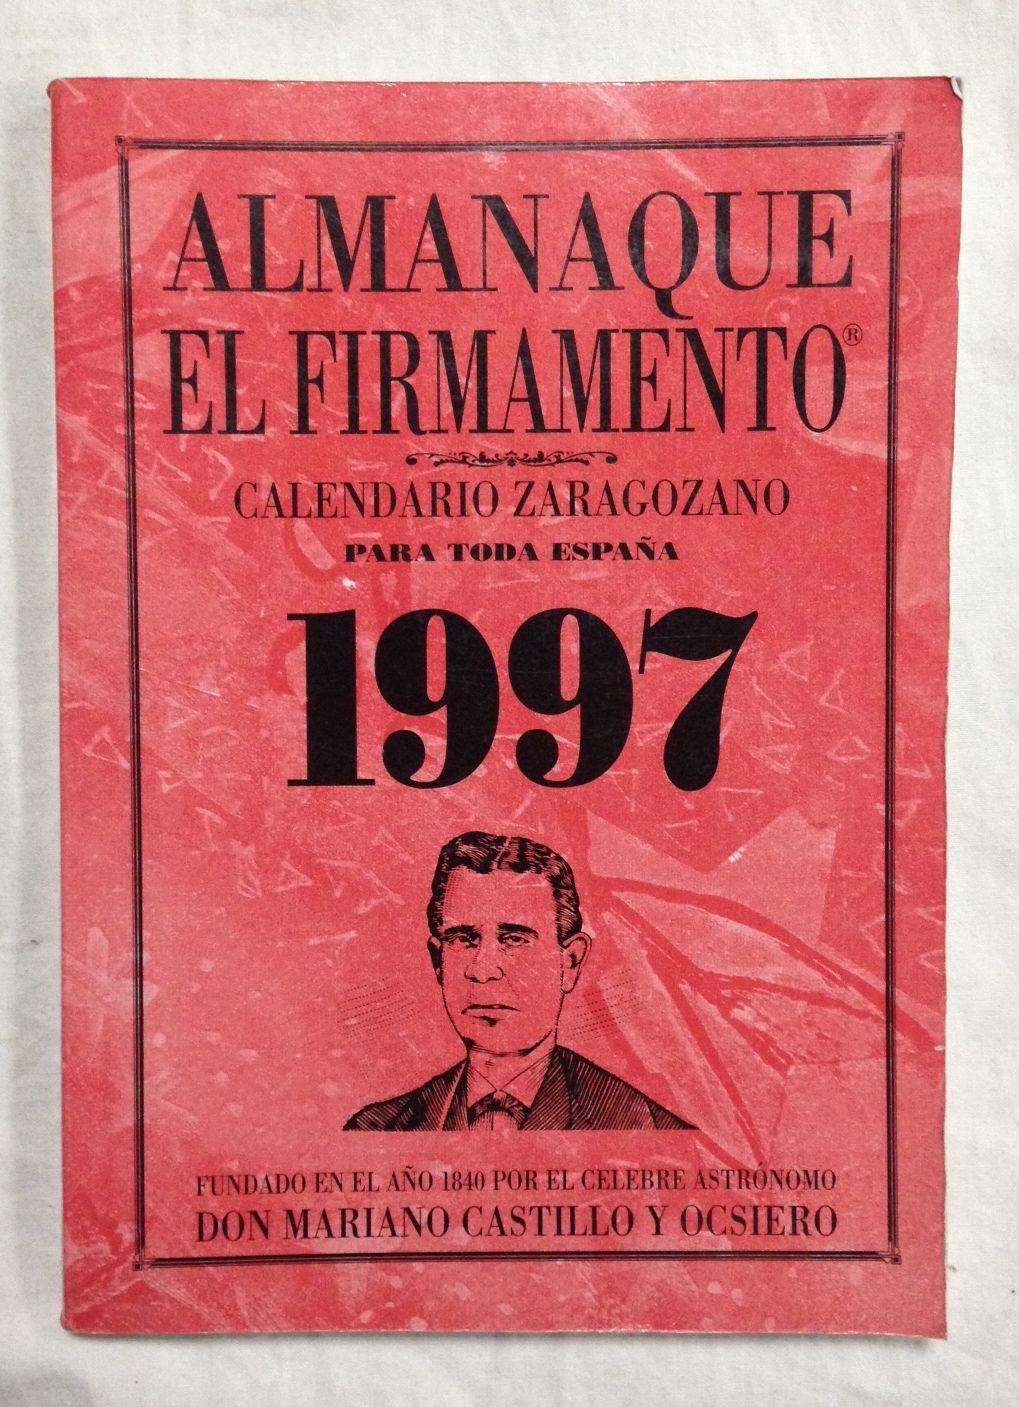 ALMANAQUE
EL FIRMAMENTO®
CALENDARIO ZARAGOZANO
PARA TODA ESPAÑA
1997
FUNDADO EN EL AÑO 1840 POR EL CELEBRE ASTRÓNOMO
DON MARIANO CASTILLO Y OCSIERO